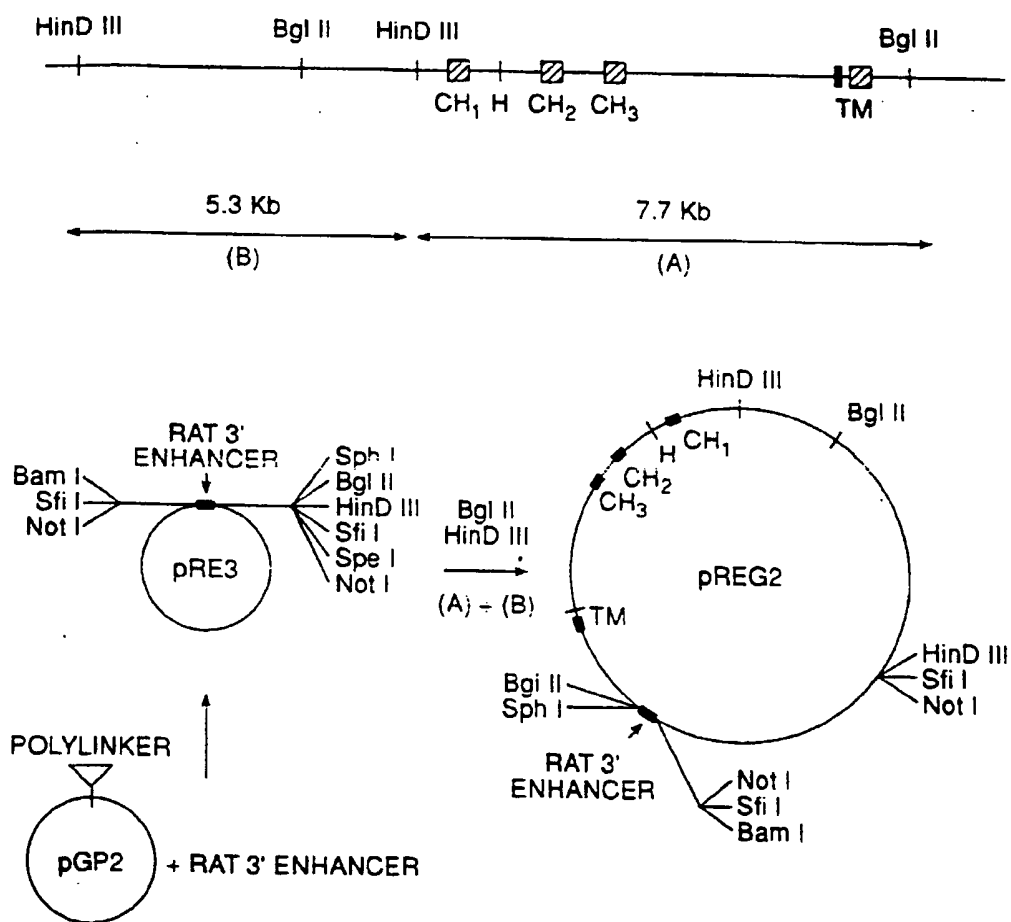 HinD III
Bgl II
HinD III
Bgl II
CH1
H
CH2
CH3
TM
5.3 Kb
7.7 Kb
(B)
(A)
RAT 3'
ENHANCER
Bam I
Sfi I
Not I
Sph I
Bgl II
HinD III
Sfi I
Spe I
Not I
pRE3
Bgl II
HinD III
(A) + (B)
HinD III
Bgl II
CH1
H
CH2
CH3
pREG2
TM
Bgl II
Sph I
RAT 3'
ENHANCER
HinD III
Sfi I
Not I
Not I
Sfi I
Bam I
POLYLINKER
pGP2
+ RAT 3' ENHANCER